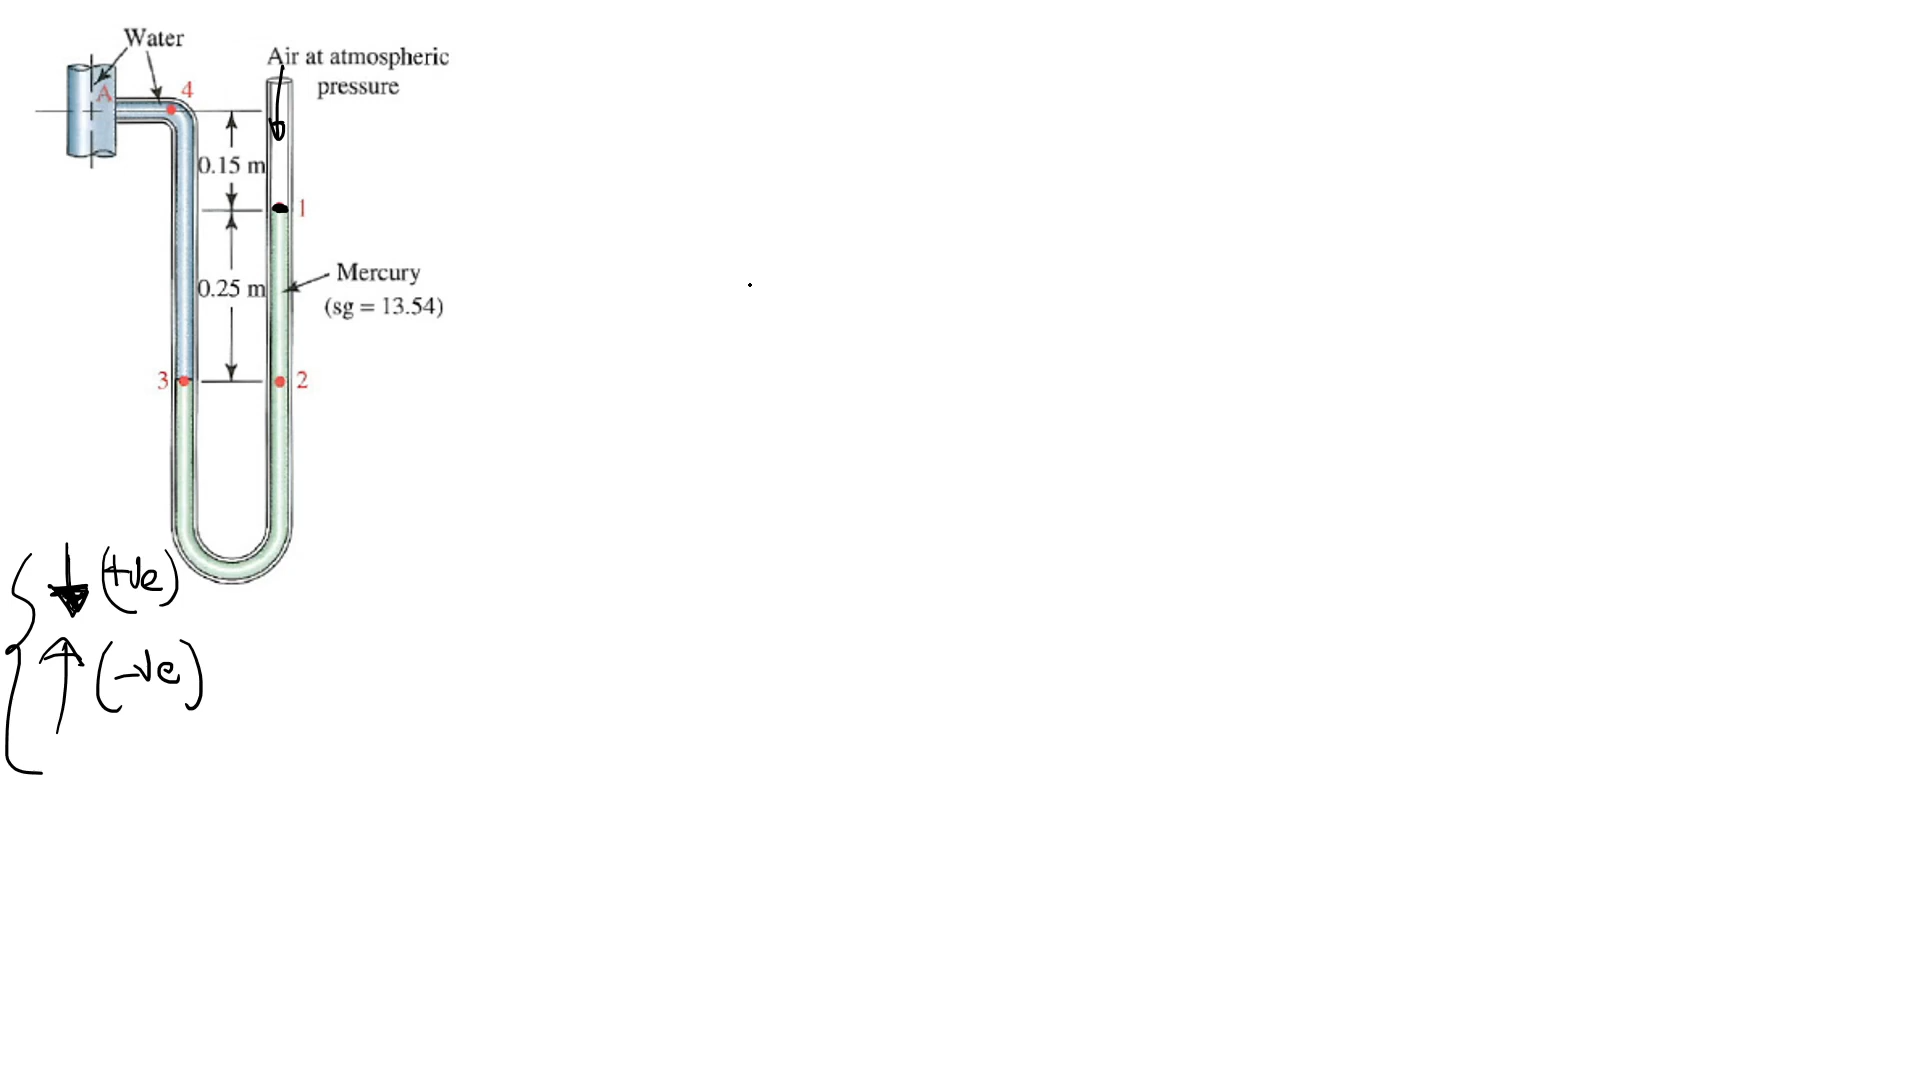 Water
Air at atmospheric
pressure
A
4
0.15 m
1
0.25 m
Mercury
(sg = 13.54)
3
2
(+ve)
(-ve)